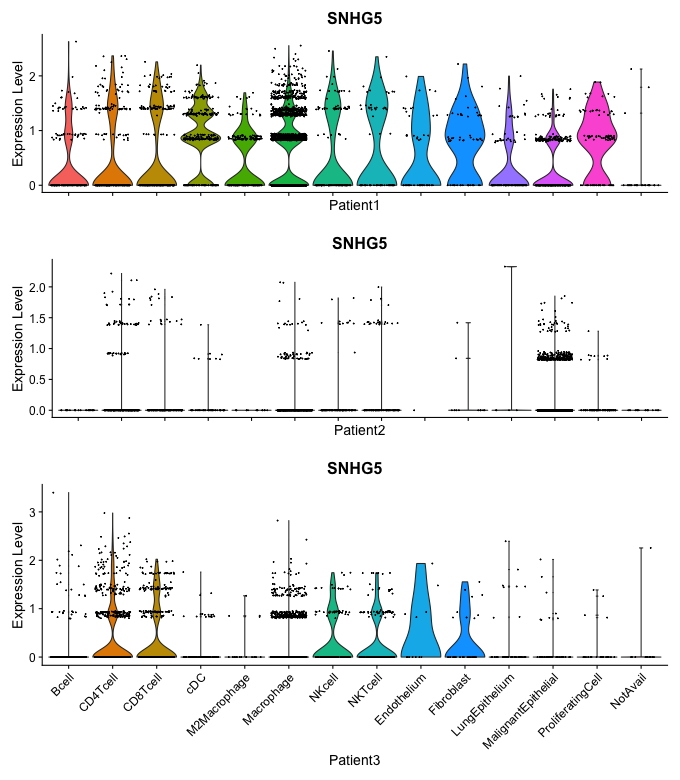 SNHG5
Expression Level
2
1
0
Patient1
SNHG5
Expression Level
2.0
1.5
1.0
0.5
0.0
Patient2
SNHG5
Expression Level
3
2
1
0
Bcell
CD4Tcell
CD8Tcell
cDC
M2Macrophage
Macrophage
NKcell
NKTcell
Endothelium
Fibroblast
LungEpithelium
MalignantEpithelial
ProliferatingCell
NotAvail
Patient3